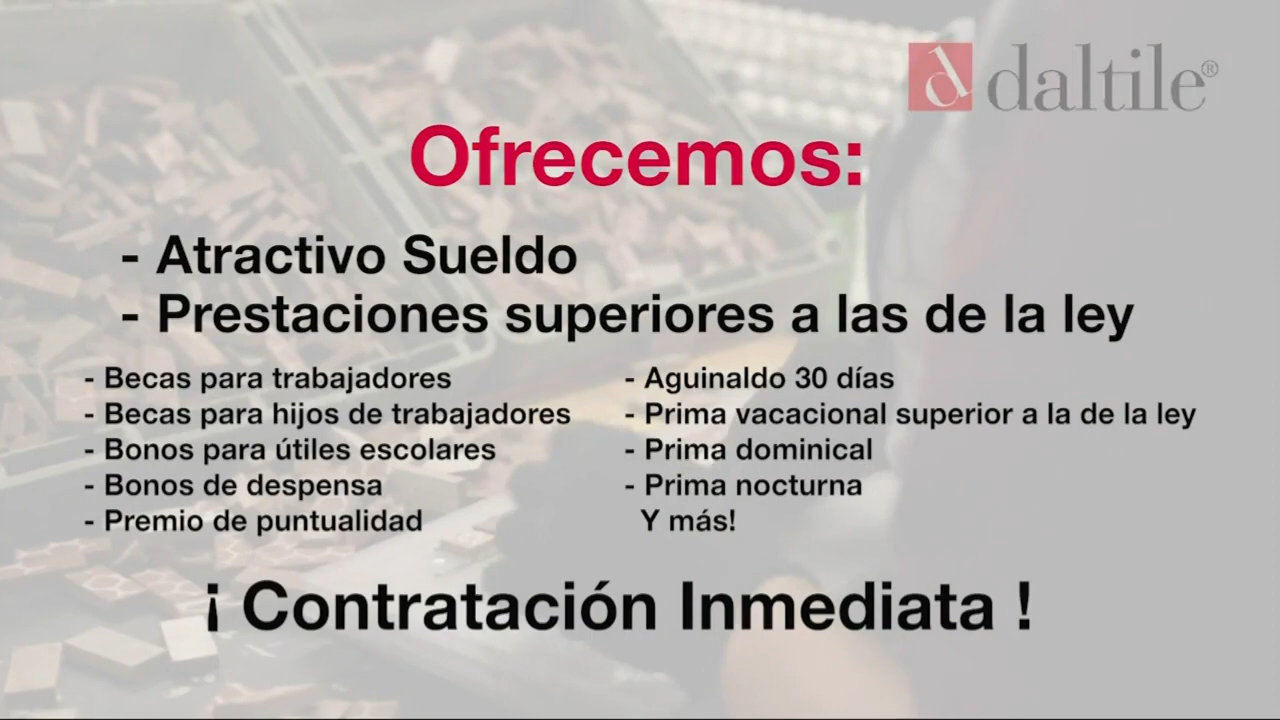 daltile®
Ofrecemos:
- Atractivo Sueldo
- Prestaciones superiores a las de la ley
- Becas para trabajadores
- Becas para hijos de trabajadores
- Bonos para útiles escolares
- Bonos de despensa
- Premio de puntualidad
- Aguinaldo 30 días
- Prima vacacional superior a la de la ley
- Prima dominical
- Prima nocturna
Y más!
¡ Contratación Inmediata !